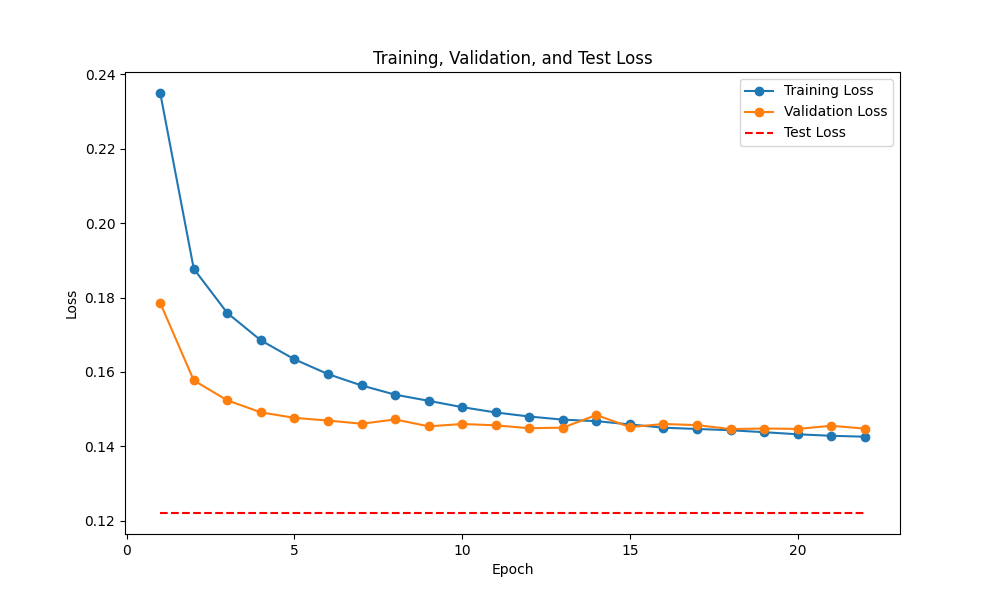 Training, Validation, and Test Loss
Training Loss
Validation Loss
Test Loss
Loss
0.24
0.22
0.20
0.18
0.16
0.14
0.12
0
5
10
15
20
Epoch